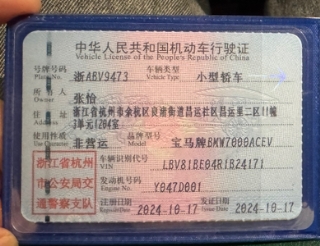 中华人民共和国机动车行驶证
Vehicle License of the People's Republic of China
号牌号码 浙ABV9473 车辆类型 小型轿车
Plate No. Vehicle Type
所有人 张怡
Owner
住址 浙江省杭州市余杭区良渚街道昌运社区昌运里二区11幢
3单元1204室
使用性质 非营运 品牌型号 宝马牌BMW7000ACEV
Use Character Model
浙江省杭州
市公安局交
通警察支队
车辆识别代号 LBV81BE04RIB24171
VIN
发动机号码 Y047D001
Engine No.
注册日期 2024-10-17 发证日期 2024-10-17
Register Date Issue Date